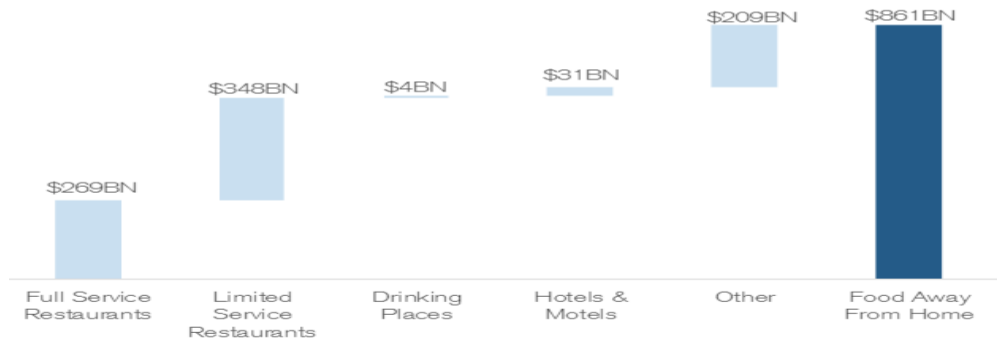 $209BN
$861BN
$31BN
$348BN
$4BN
$269BN
Full Service
Restaurants
Limited
Service
Restaurants
Drinking
Places
Hotels &
Motels
Other
Food Away
From Home